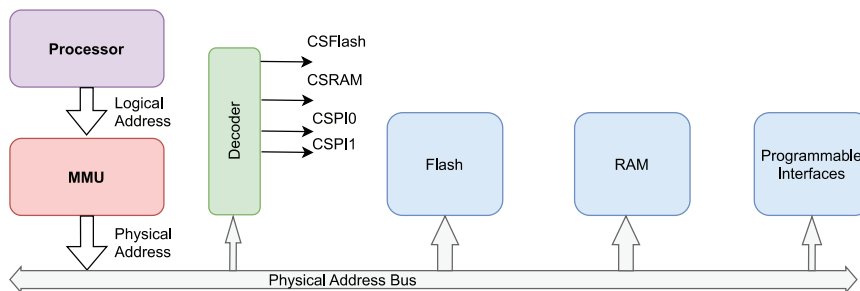 Processor
Logical
Address
MMU
Physical
Address
Decoder
CSFlash
CSRAM
CSPI0
CSPI1
Flash
RAM
Programmable
Interfaces
Physical Address Bus